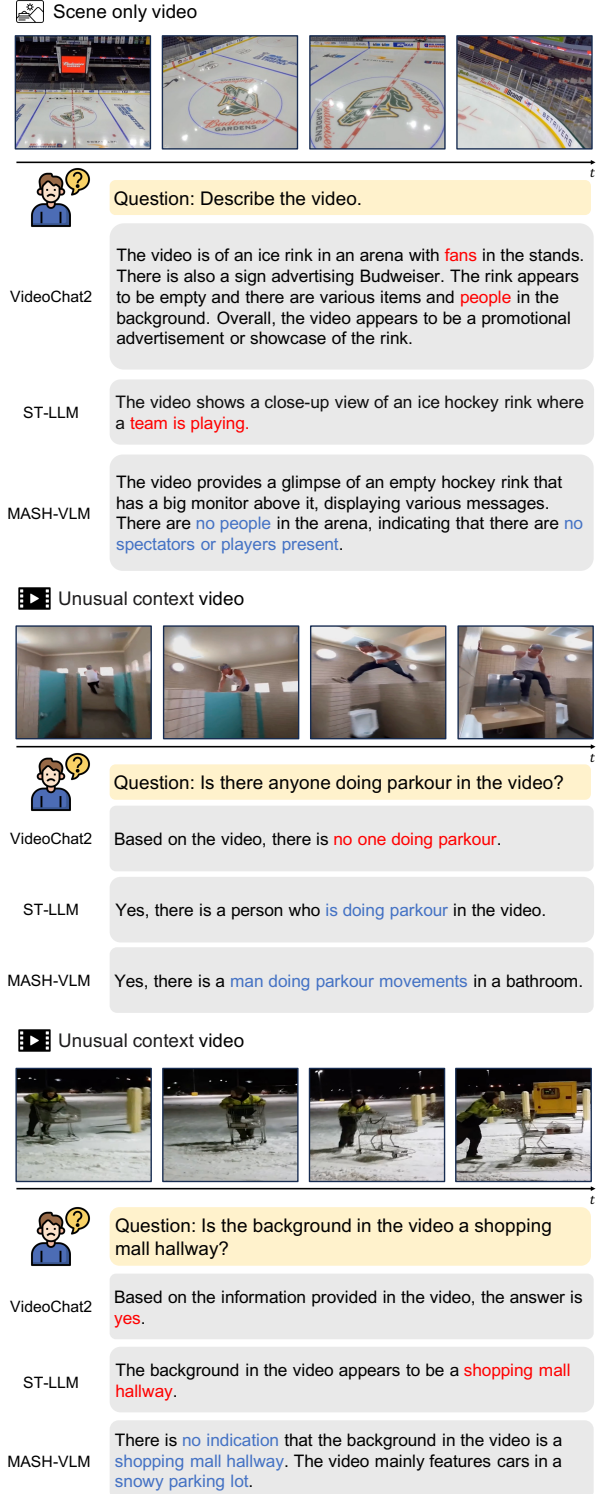 Scene only video
Budweiser
GARDENS
GARDENS
BETRIVERS
t
Question: Describe the video.
VideoChat2
The video is of an ice rink in an arena with fans in the stands.
There is also a sign advertising Budweiser. The rink appears
to be empty and there are various items and people in the
background. Overall, the video appears to be a promotional
advertisement or showcase of the rink.
ST-LLM
The video shows a close-up view of an ice hockey rink where
a team is playing.
MASH-VLM
The video provides a glimpse of an empty hockey rink that
has a big monitor above it, displaying various messages.
There are no people in the arena, indicating that there are no
spectators or players present.
Unusual context video
t
Question: Is there anyone doing parkour in the video?
VideoChat2
Based on the video, there is no one doing parkour.
ST-LLM
Yes, there is a person who is doing parkour in the video.
MASH-VLM
Yes, there is a man doing parkour movements in a bathroom.
Unusual context video
t
Question: Is the background in the video a shopping
mall hallway?
VideoChat2
Based on the information provided in the video, the answer is
yes.
ST-LLM
The background in the video appears to be a shopping mall
hallway.
MASH-VLM
There is no indication that the background in the video is a
shopping mall hallway. The video mainly features cars in a
snowy parking lot.